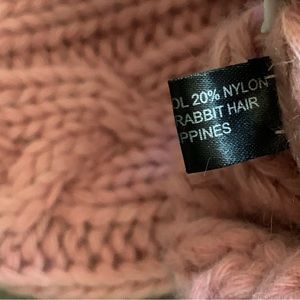 OL 20% NYLON
RABBIT HAIR
PPINES